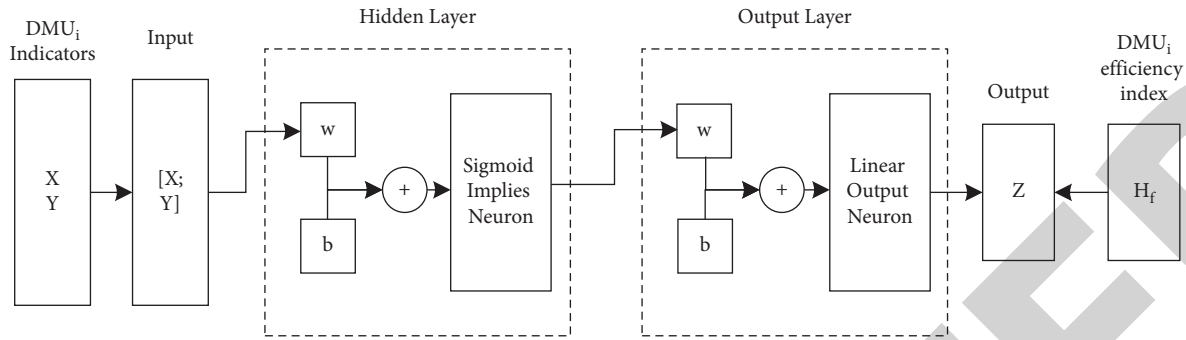 Hidden Layer
Output Layer
DMUi
Indicators
Input
Output
DMUi
efficiency
index
X
Y
[X;
Y]
w
+
b
Sigmoid
Implies
Neuron
w
+
b
Linear
Output
Neuron
Z
Hf